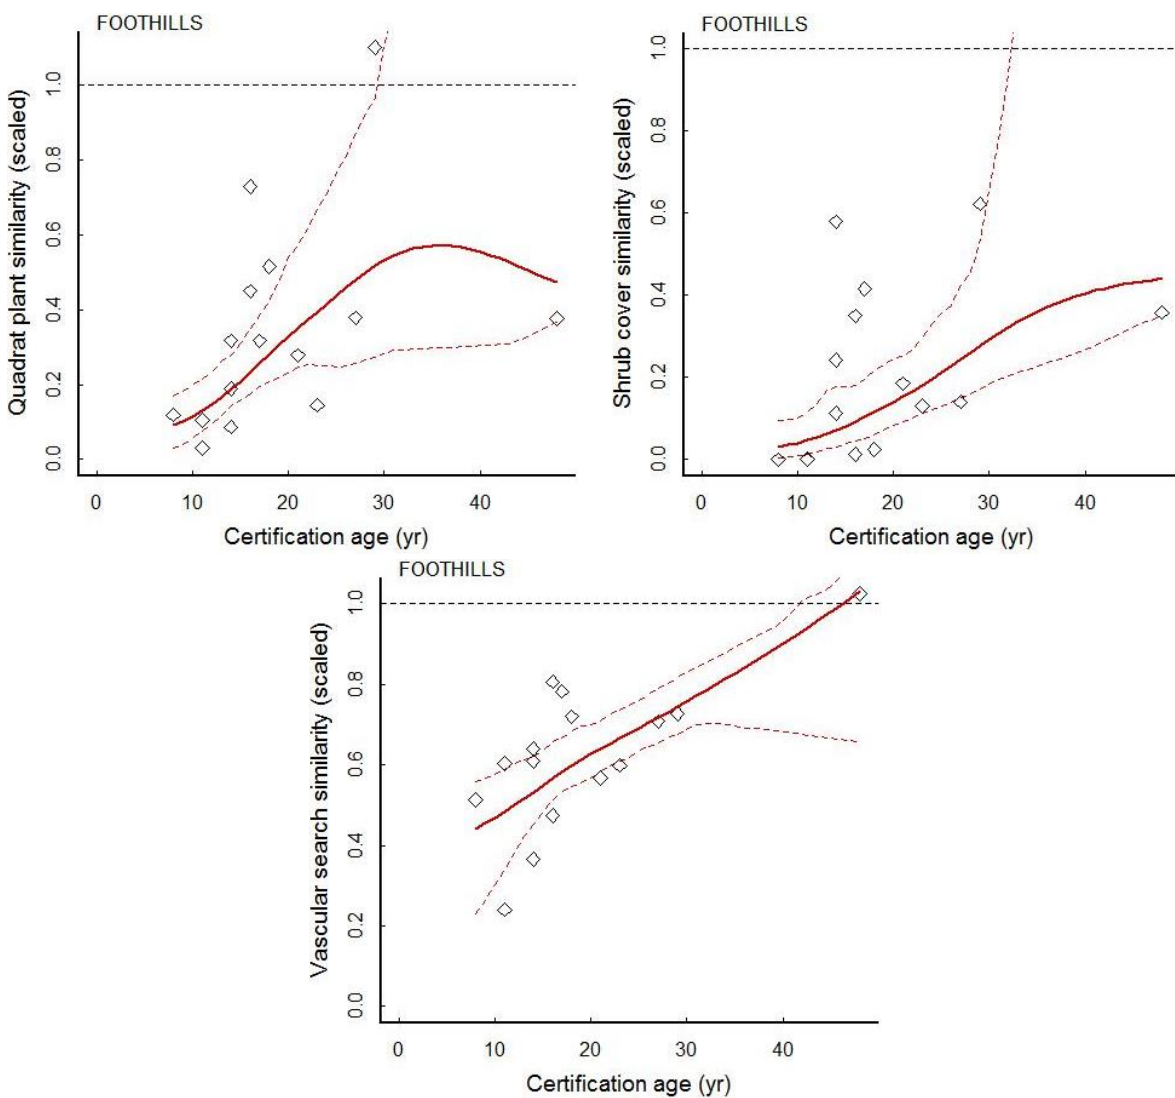 FOOTHILLS
Quadrat plant similarity (scaled)
1.0
0.8
0.6
0.4
0.2
0.0
0 10 20 30 40
Certification age (yr)
FOOTHILLS
Shrub cover similarity (scaled)
1.0
0.8
0.6
0.4
0.2
0.0
0 10 20 30 40
Certification age (yr)
FOOTHILLS
Vascular search similarity (scaled)
1.0
0.8
0.6
0.4
0.2
0.0
0 10 20 30 40
Certification age (yr)